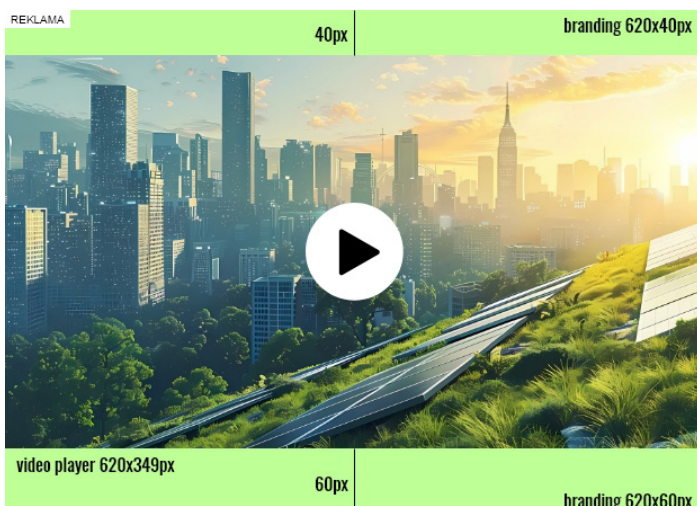 REKLAMA
40px
branding 620x40px
video player 620x349px
60px
branding 620x60px